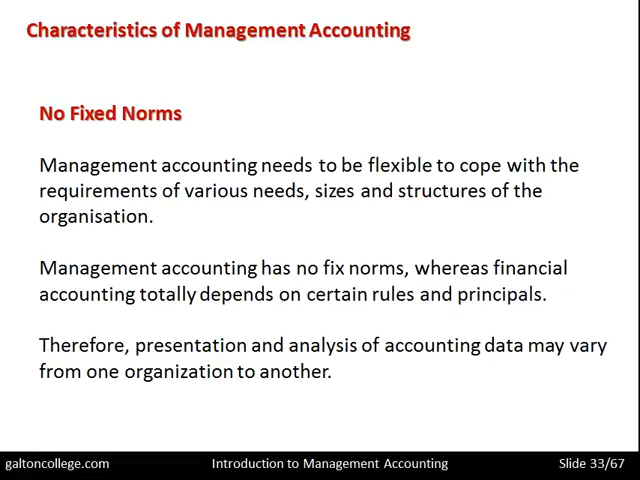 Characteristics of Management Accounting
No Fixed Norms
Management accounting needs to be flexible to cope with the
requirements of various needs, sizes and structures of the
organisation.
Management accounting has no fix norms, whereas financial
accounting totally depends on certain rules and principals.
Therefore, presentation and analysis of accounting data may vary
from one organization to another.
galtoncollege.com Introduction to Management Accounting Slide 33/67